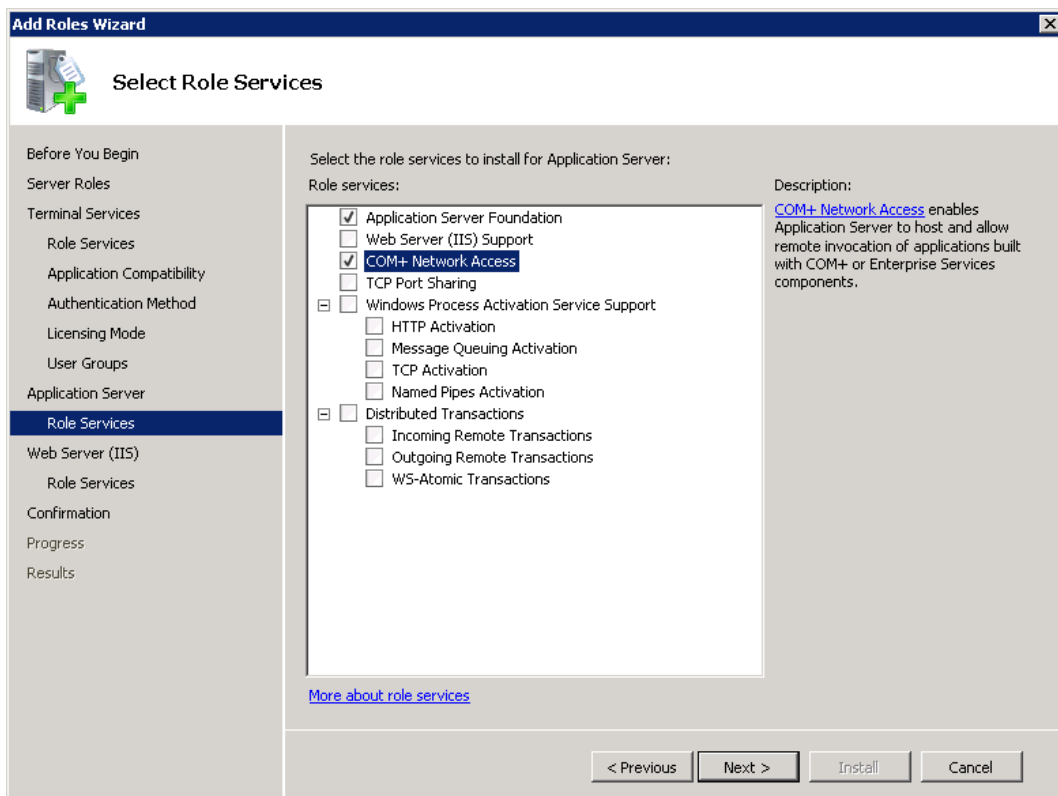 Add Roles Wizard
Select Role Services
Before You Begin
Server Roles
Terminal Services
Role Services
Application Compatibility
Authentication Method
Licensing Mode
User Groups
Application Server
Role Services
Web Server (IIS)
Role Services
Confirmation
Progress
Results
Select the role services to install for Application Server:
Role services:
Application Server Foundation
Web Server (IIS) Support
COM+ Network Access
TCP Port Sharing
Windows Process Activation Service Support
HTTP Activation
Message Queuing Activation
TCP Activation
Named Pipes Activation
Distributed Transactions
Incoming Remote Transactions
Outgoing Remote Transactions
WS-Atomic Transactions
More about role services
Description:
COM+ Network Access enables
Application Server to host and allow
remote invocation of applications built
with COM+ or Enterprise Services
components.
< Previous
Next >
Install
Cancel